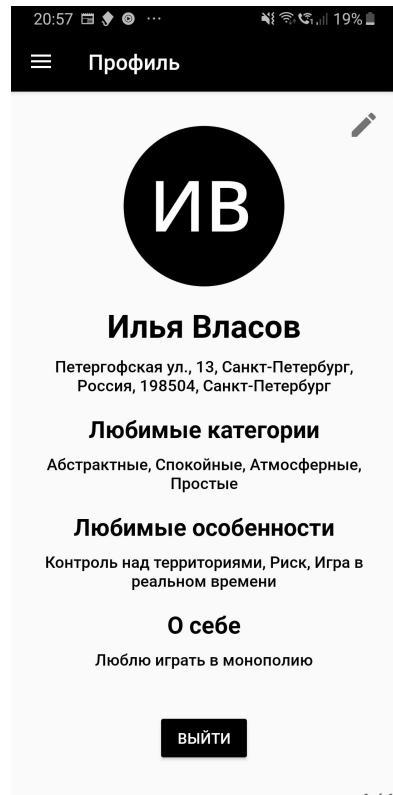 20:57 ... 19%
Профиль
ИВ
Илья Власов
Петергофская ул., 13, Санкт-Петербург,
Россия, 198504, Санкт-Петербург
Любимые категории
Абстрактные, Спокойные, Атмосферные,
Простые
Любимые особенности
Контроль над территориями, Риск, Игра в
реальном времени
О себе
Люблю играть в монополию
ВЫЙТИ